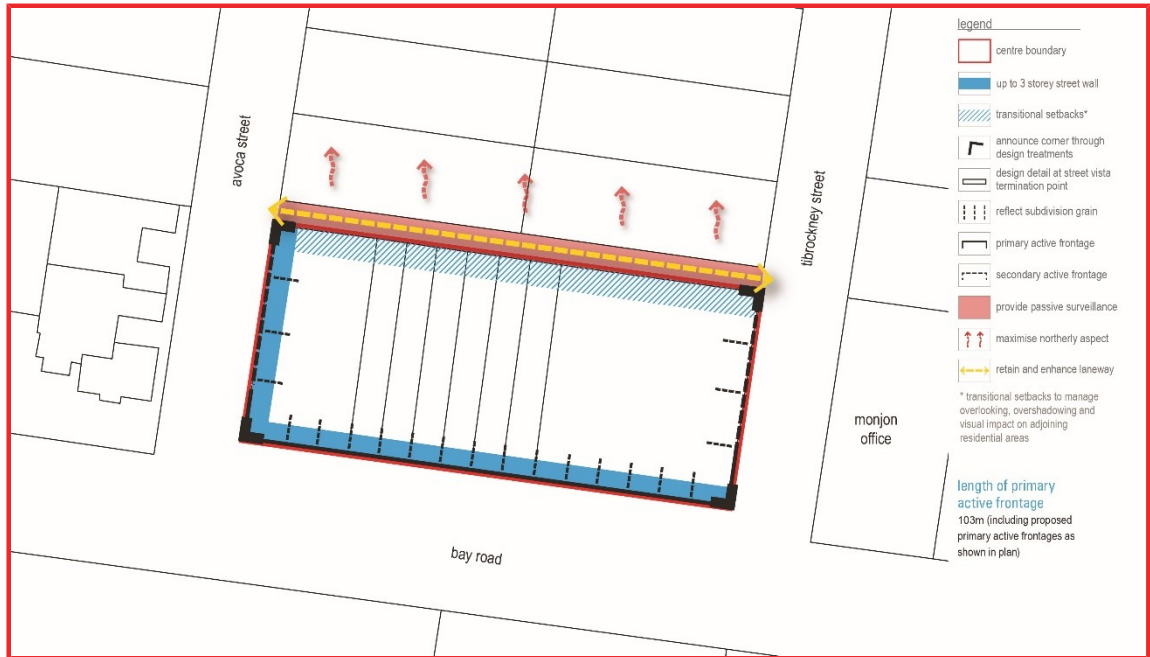 legend
centre boundary
up to 3 storey street wall
transitional setbacks*
announce corner through
design treatments
design detail at street vista
termination point
reflect subdivision grain
primary active frontage
secondary active frontage
provide passive surveillance
maximise northerly aspect
retain and enhance laneway
* transitional setbacks to manage
overlooking, overshadowing and
visual impact on adjoining
residential areas
length of primary
active frontage
103m (including proposed
primary active frontages as
shown in plan)
avoca street
tibrockney street
monjon
office
bay road